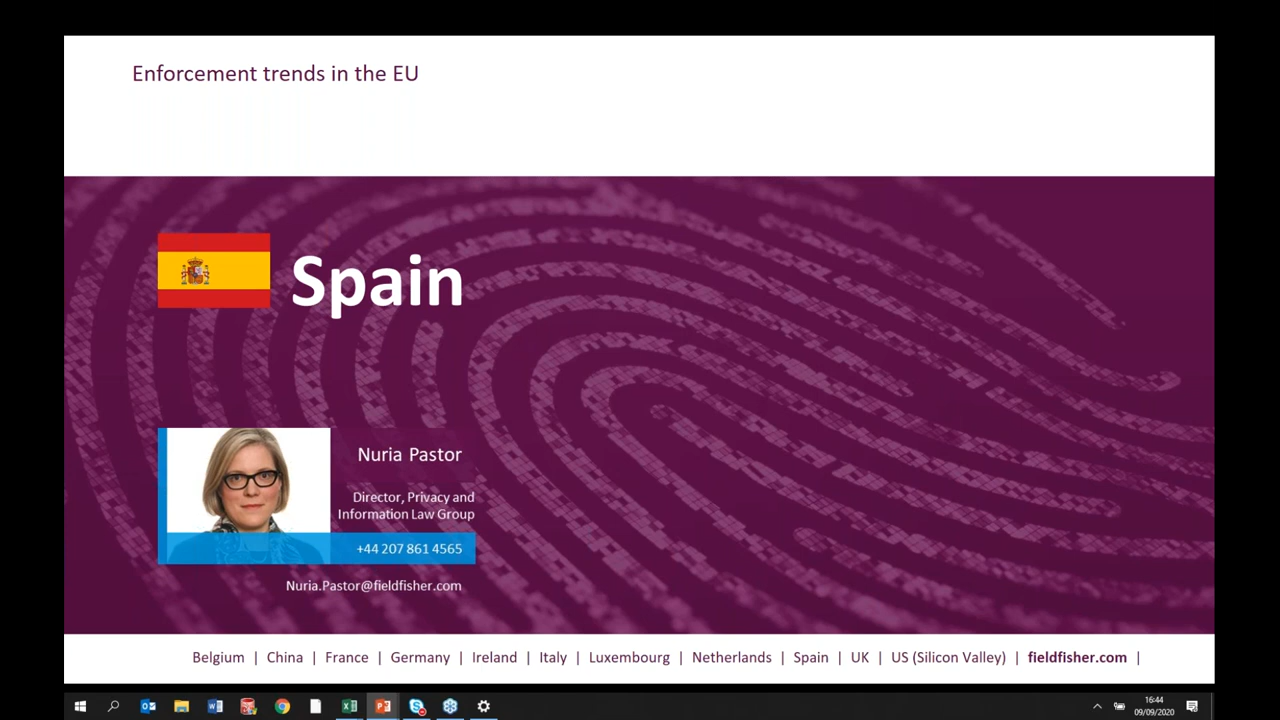 Enforcement trends in the EU
Spain
Nuria Pastor
Director, Privacy and
Information Law Group
+44 207 861 4565
Nuria.Pastor@fieldfisher.com
Belgium | China | France | Germany | Ireland | Italy | Luxembourg | Netherlands | Spain | UK | US (Silicon Valley) | fieldfisher.com |
16:44
09/09/2020